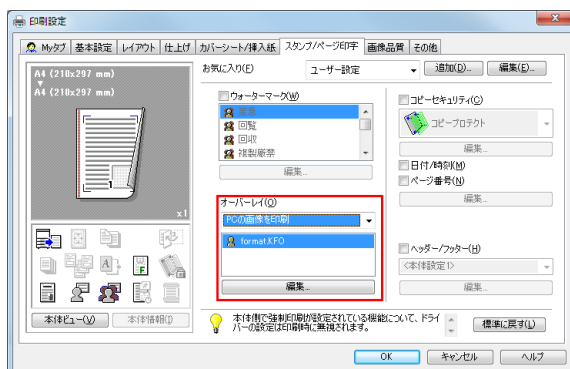 印刷設定
Myタブ 基本設定 レイアウト 仕上げ カバーシート/挿入紙 スタンプ/ページ印字 画像品質 その他
A4 (210x297 mm)
A4 (210x297 mm)
1
x1
本体ビュー(V) 本体情報(I)
お気に入り(F) ユーザー設定 追加(D)... 編集(E)...
ウォーターマーク(W)
至急
回覧
回収
複製厳禁
編集...
オーバーレイ(O)
PCの画像を印刷
format.KFO
編集...
コピーセキュリティ(C)
コピープロテクト
編集...
日付/時刻(M)
ページ番号(N)
編集...
ヘッダー/フッター(H)
<本体設定1>
編集...
本体側で強制印刷が設定されている機能について、ドライ
バーの設定は印刷時に無視されます。
標準に戻す(L)
OK キャンセル ヘルプ